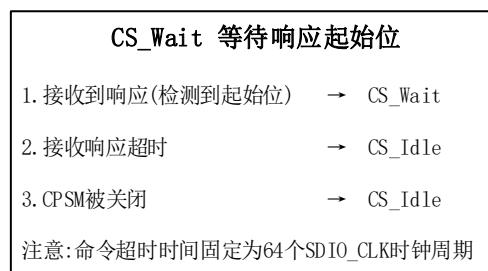 CS_Wait 等待响应起始位
1.接收到响应(检测到起始位) → CS_Wait
2.接收响应超时 → CS_Idle
3.CPSM被关闭 → CS_Idle
注意:命令超时时间固定为64个SDIO_CLK时钟周期